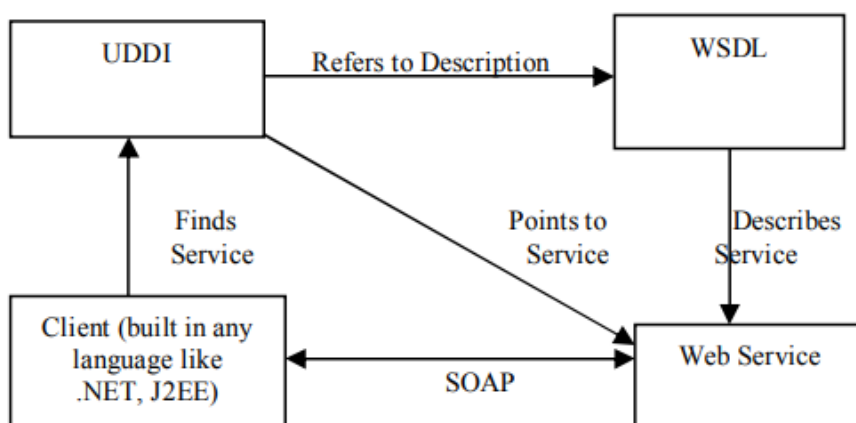 UDDI
Refers to Description
WSDL
Finds
Service
Points to
Service
Describes
Service
Client (built in any
language like
.NET, J2EE)
SOAP
Web Service